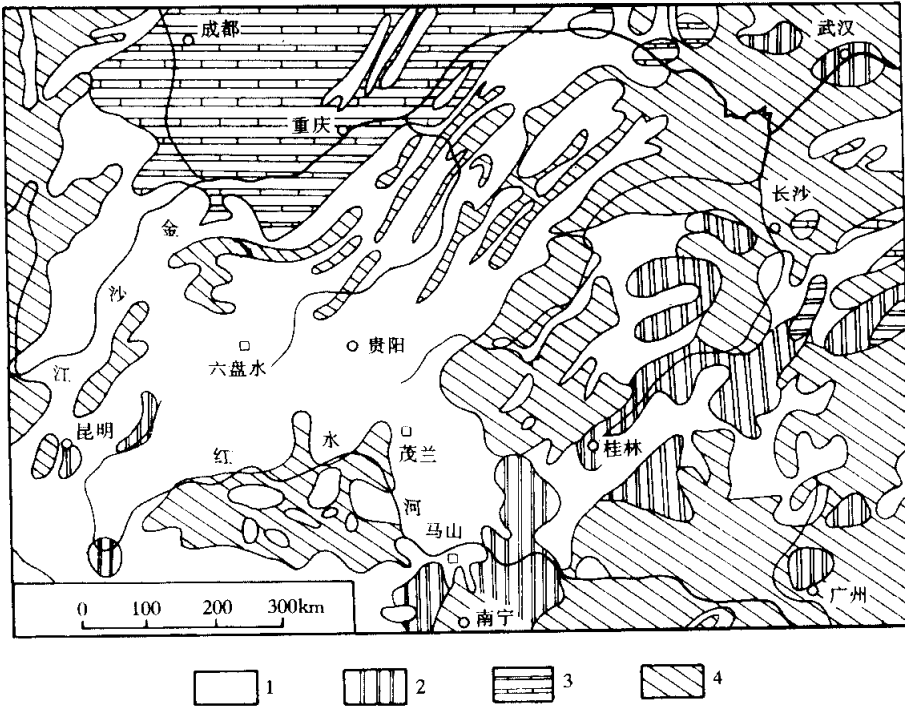 成都
武汉
重庆
长沙
金
沙
江
六盘水
贵阳
昆明
红
水
河
茂兰
桂林
马山
南宁
广州
0 100 200 300km
1 2 3 4